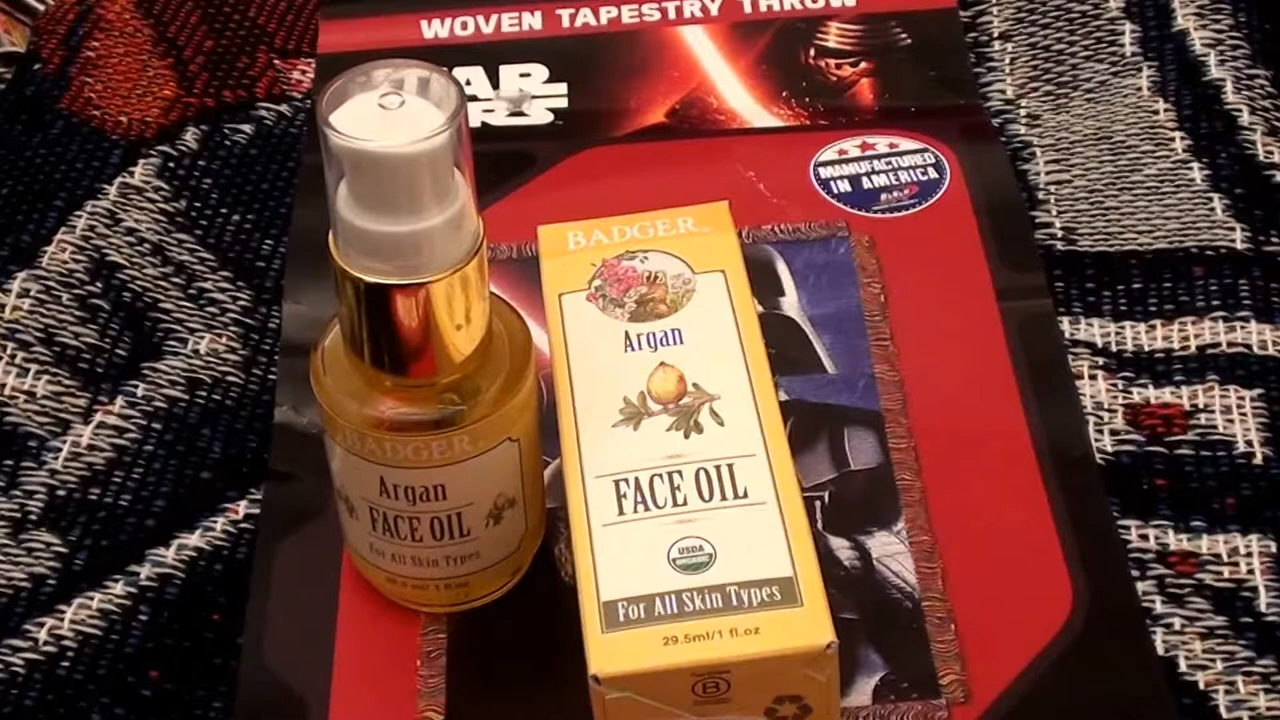 WOVEN TAPESTRY THROW
STAR
WARS
MANUFACTURED
IN AMERICA
BADGER
Argan
FACE OIL
For All Skin Types
BADGER
Argan
FACE OIL
USDA
ORGANIC
For All Skin Types
29.5ml/1 fl.oz
B